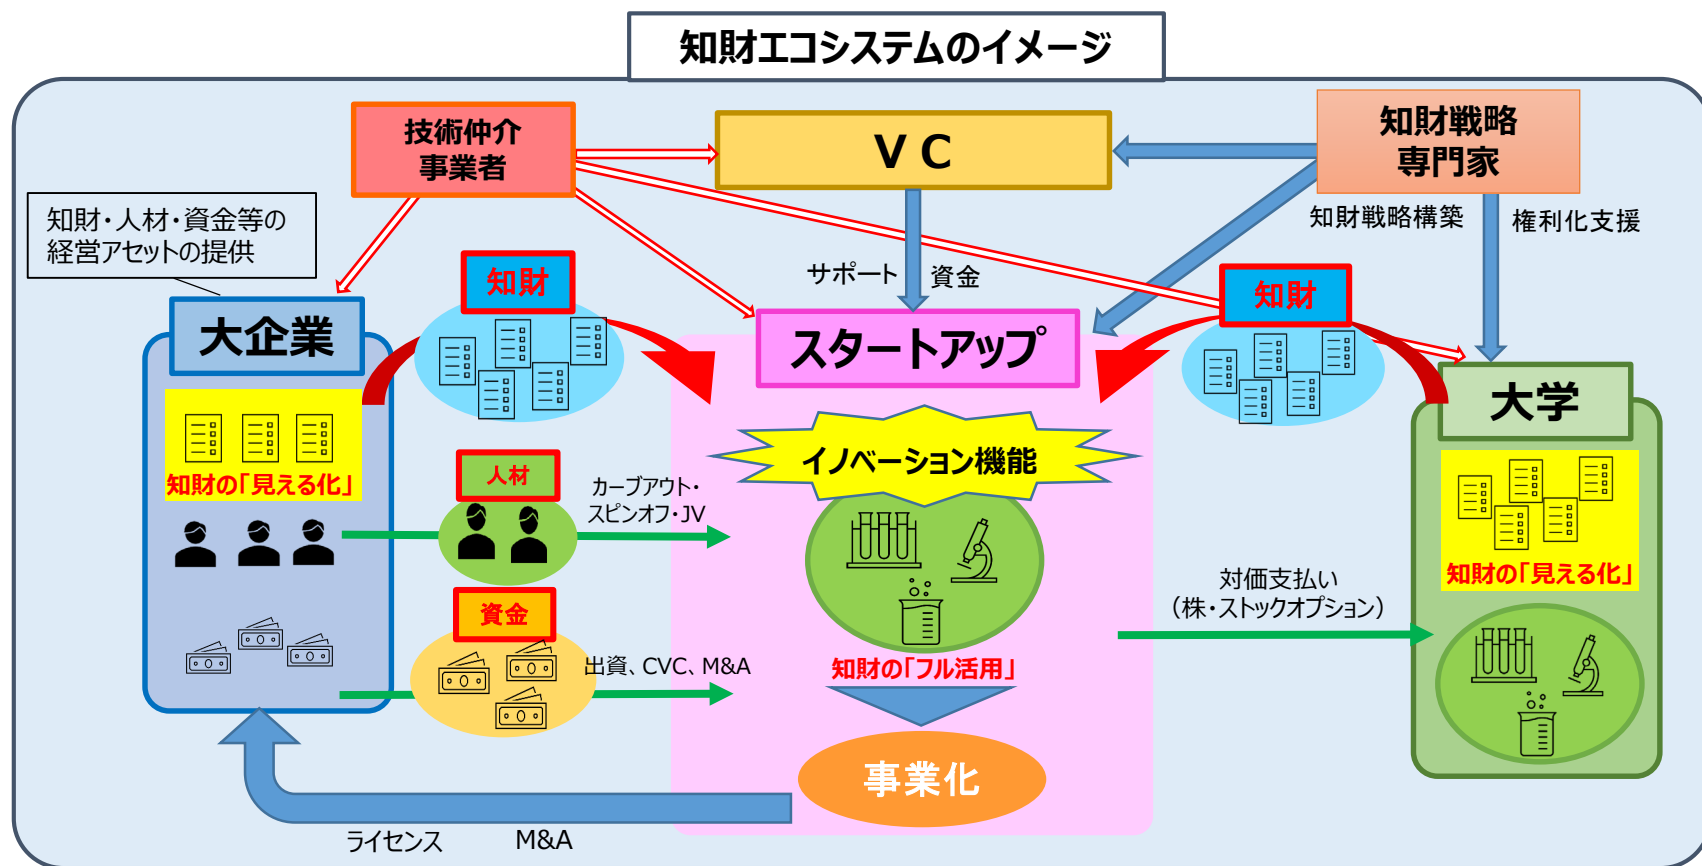 知財エコシステムのイメージ
技術仲介
事業者
VC
知財戦略
専門家
知財・人材・資金等の
経営アセットの提供
知財戦略構築
権利化支援
サポート
資金
知財
知財
大企業
スタートアップ
大学
イノベーション機能
知財の「見える化」
人材
カーブアウト・
スピンオフ・JV
知財の「見える化」
対価支払い
（株・ストックオプション）
資金
出資、CVC、M&A
知財の「フル活用」
事業化
ライセンス
M&A